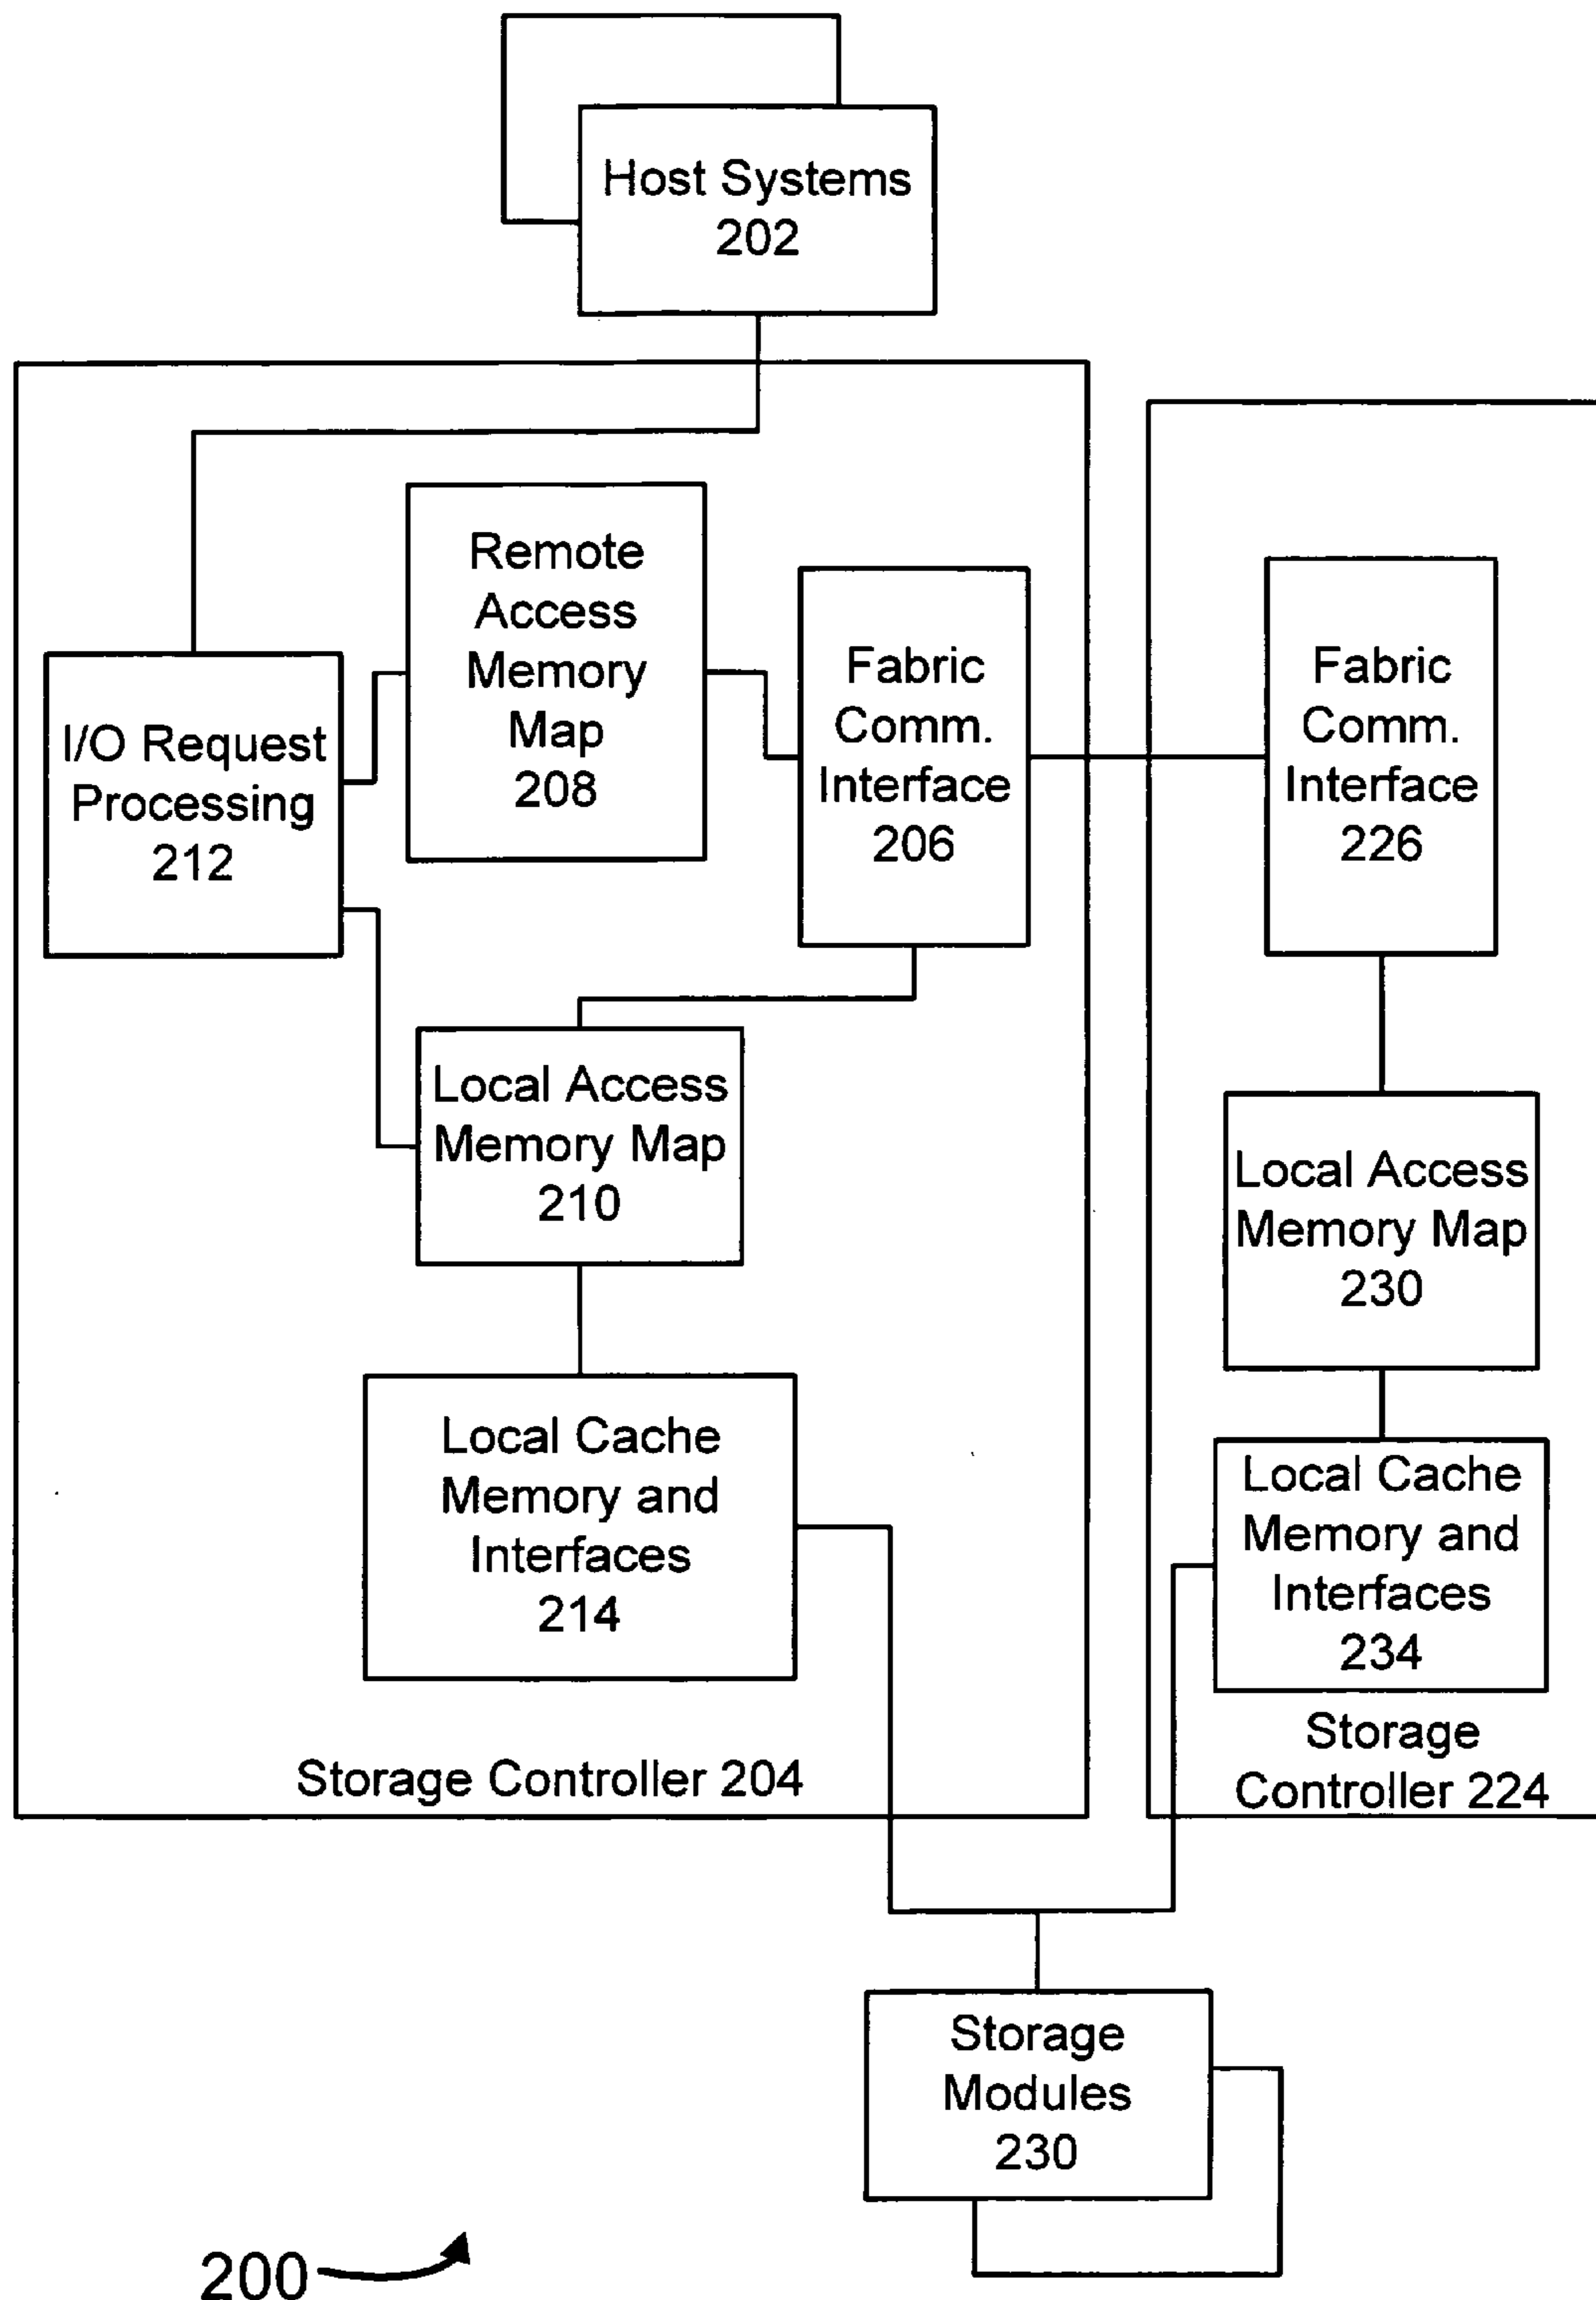 Host Systems
202
Remote
Access
Memory
Map
208
Fabric
Comm.
Interface
206
Fabric
Comm.
Interface
226
I/O Request
Processing
212
Local Access
Memory Map
210
Local Access
Memory Map
230
Local Cache
Memory and
Interfaces
214
Local Cache
Memory and
Interfaces
234
Storage Controller 204
Storage
Controller 224
Storage
Modules
230
200